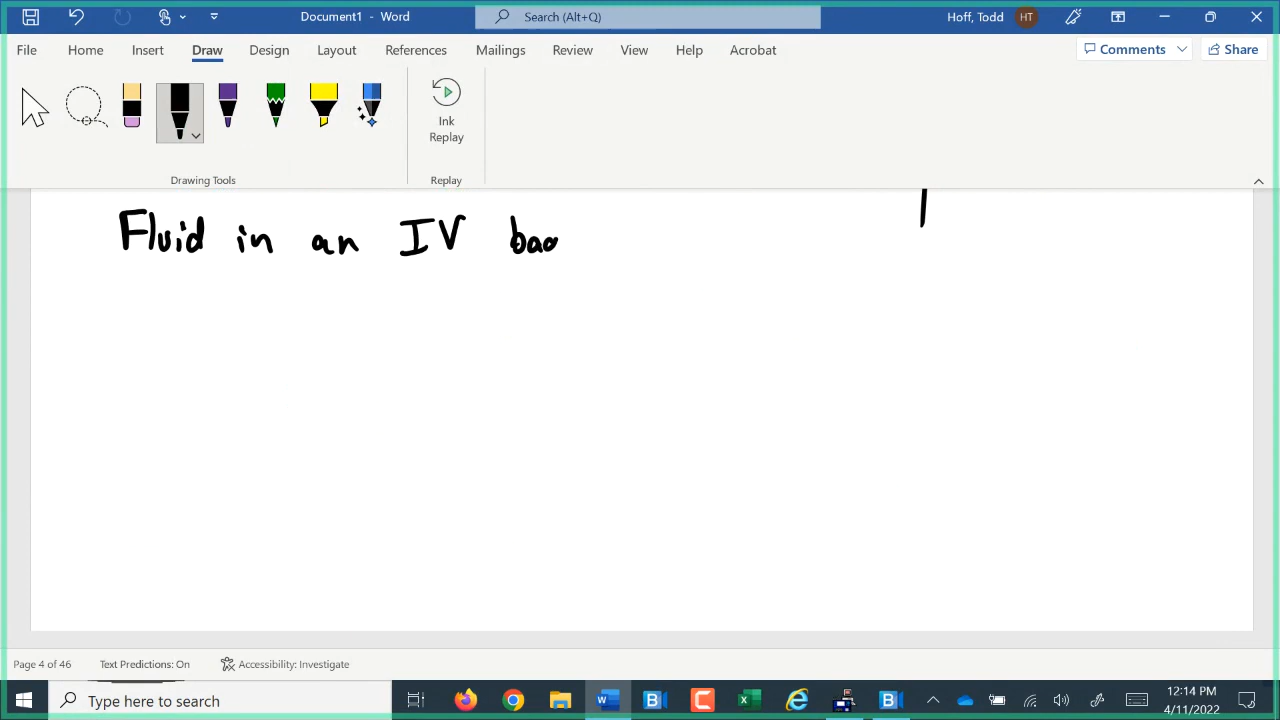 Document1 - Word
Search (Alt+Q)
Hoff, Todd HT
File Home Insert Draw Design Layout References Mailings Review View Help Acrobat Comments Share
Ink Replay
Drawing Tools
Replay
Fluid in an IV bao
Page 4 of 46 Text Predictions: On Accessibility: Investigate
Type here to search
12:14 PM
4/11/2022